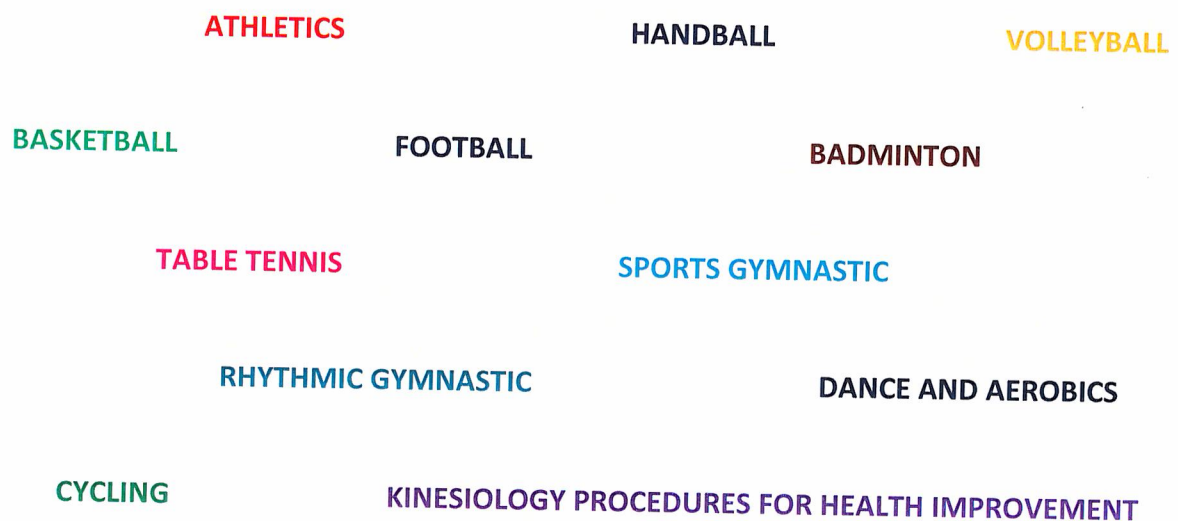 ATHLETICS HANDBALL VOLLEYBALL
BASKETBALL FOOTBALL BADMINTON
TABLE TENNIS SPORTS GYMNASTIC
RHYTHMIC GYMNASTIC DANCE AND AEROBICS
CYCLING KINESIOLOGY PROCEDURES FOR HEALTH IMPROVEMENT